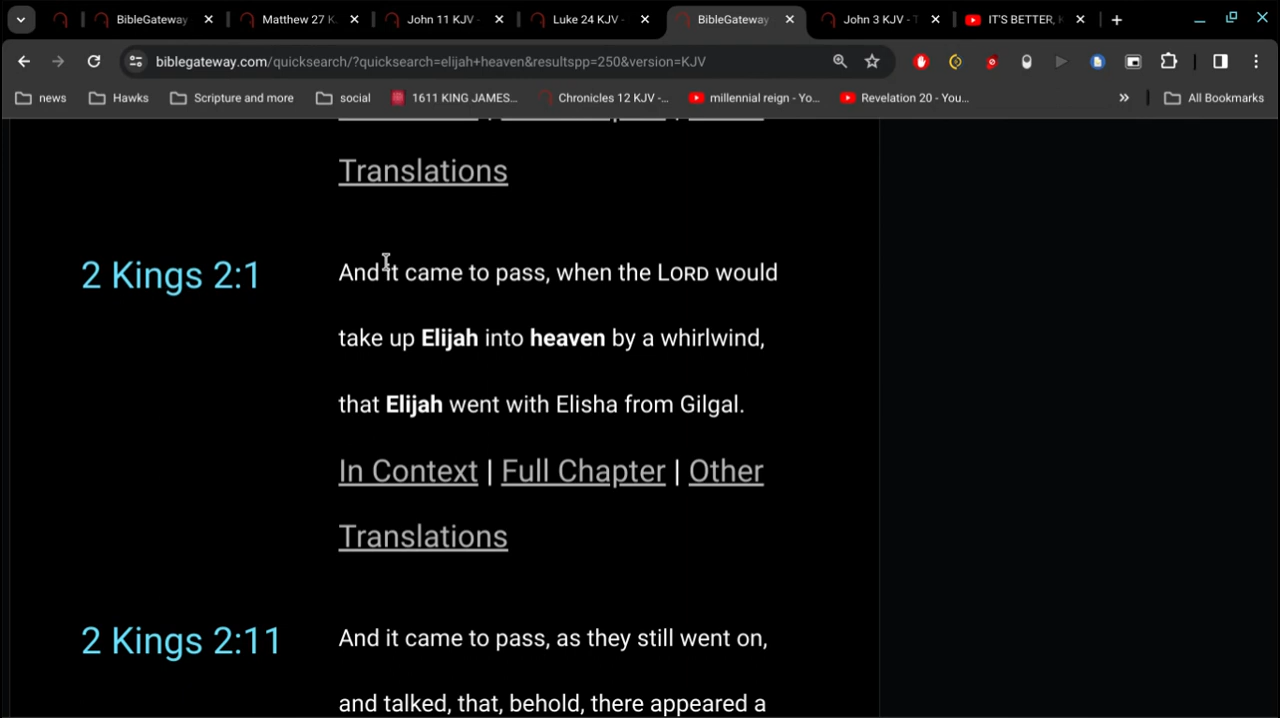 BibleGateway
Matthew 27 K
John 11 KJV -
Luke 24 KJV -
BibleGateway
John 3 KJV - T
IT'S BETTER,
biblegateway.com/quicksearch/?quicksearch=elijah+heaven&resultspp=250&version=KJV
news
Hawks
Scripture and more
social
1611 KING JAMES...
Chronicles 12 KJV -...
millennial reign - Yo...
Revelation 20 - You...
All Bookmarks
Translations
2 Kings 2:1
And it came to pass, when the LORD would
take up Elijah into heaven by a whirlwind,
that Elijah went with Elisha from Gilgal.
In Context | Full Chapter | Other
Translations
2 Kings 2:11
And it came to pass, as they still went on,
and talked, that, behold, there appeared a